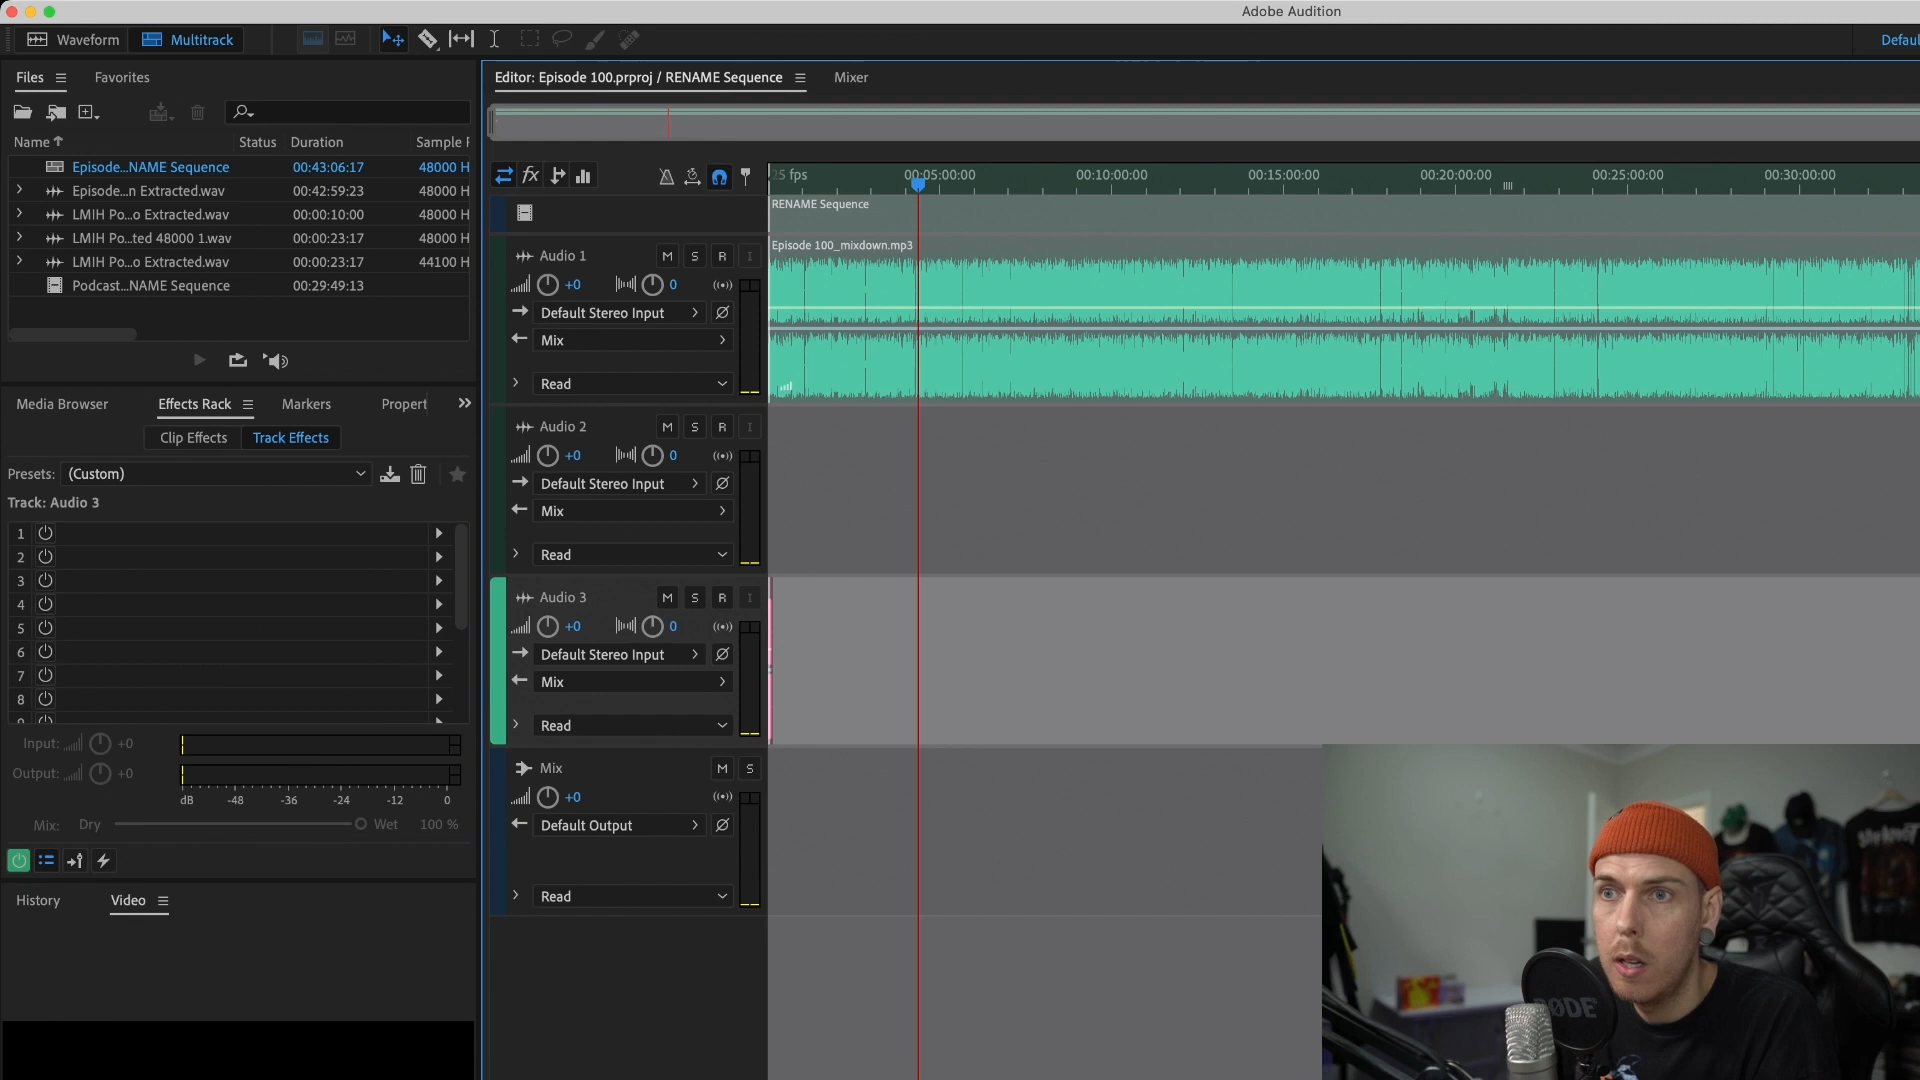 Adobe Audition
Waveform
Multitrack
Defaul
Files
Favorites
Editor: Episode 100.prproj / RENAME Sequence
Mixer
Name
Status
Duration
Sample F
Episode...NAME Sequence
00:43:06:17
48000 H
Episode...n Extracted.wav
00:42:59:23
48000 H
LMIH Po...o Extracted.wav
00:00:10:00
48000 H
LMIH Po...ted 48000 1.wav
00:00:23:17
48000 H
LMIH Po...o Extracted.wav
00:00:23:17
44100 H
Podcast...NAME Sequence
00:29:49:13
fx
25 fps
00:05:00:00
00:10:00:00
00:15:00:00
00:20:00:00
00:25:00:00
00:30:00:00
RENAME Sequence
Episode 100_mixdown.mp3
Audio 1
M
S
R
I
+0
0
Default Stereo Input
Mix
Read
Audio 2
M
S
R
I
+0
0
Default Stereo Input
Mix
Read
Audio 3
M
S
R
I
+0
0
Default Stereo Input
Mix
Read
Mix
M
S
+0
Default Output
Read
Media Browser
Effects Rack
Markers
Propert
Clip Effects
Track Effects
Presets:
(Custom)
Track: Audio 3
1
2
3
4
5
6
7
8
9
Input:
+0
Output:
+0
dB
-48
-36
-24
-12
0
Mix:
Dry
Wet
100 %
History
Video
RØDE